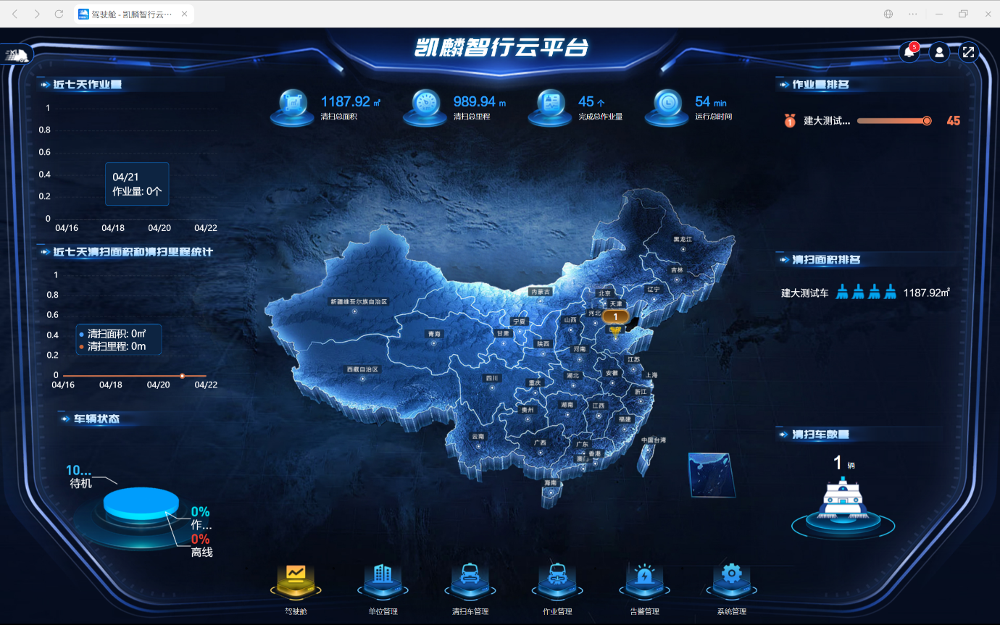 驾驶舱 - 凯麟智行云…
凯麟智行云平台
5
近七天作业量
1
0.8
0.6
0.4
0.2
0
04/21
作业量: 0个
04/16 04/18 04/20 04/22
近七天清扫面积和清扫里程统计
1
0.8
0.6
0.4
0.2
0
清扫面积: 0㎡
清扫里程: 0m
04/16 04/18 04/20 04/22
车辆状态
10...
待机
0%
作...
0%
离线
1187.92 ㎡
清扫总面积
989.94 m
清扫总里程
45 个
完成总作业量
54 min
运行总时间
黑龙江
吉林
辽宁
内蒙古
北京
天津
河北
1
新疆维吾尔族自治区
宁夏
山西
青海
甘肃
陕西
河南
西藏自治区
江苏
四川
重庆
湖北
安徽
上海
浙江
贵州
湖南
江西
福建
云南
广西
广东
香港
澳门
中国台湾
海南
作业量排名
1 建大测试... 45
清扫面积排名
建大测试车 1187.92㎡
清扫车数量
1 辆
驾驶舱 单位管理 清扫车管理 作业管理 告警管理 系统管理